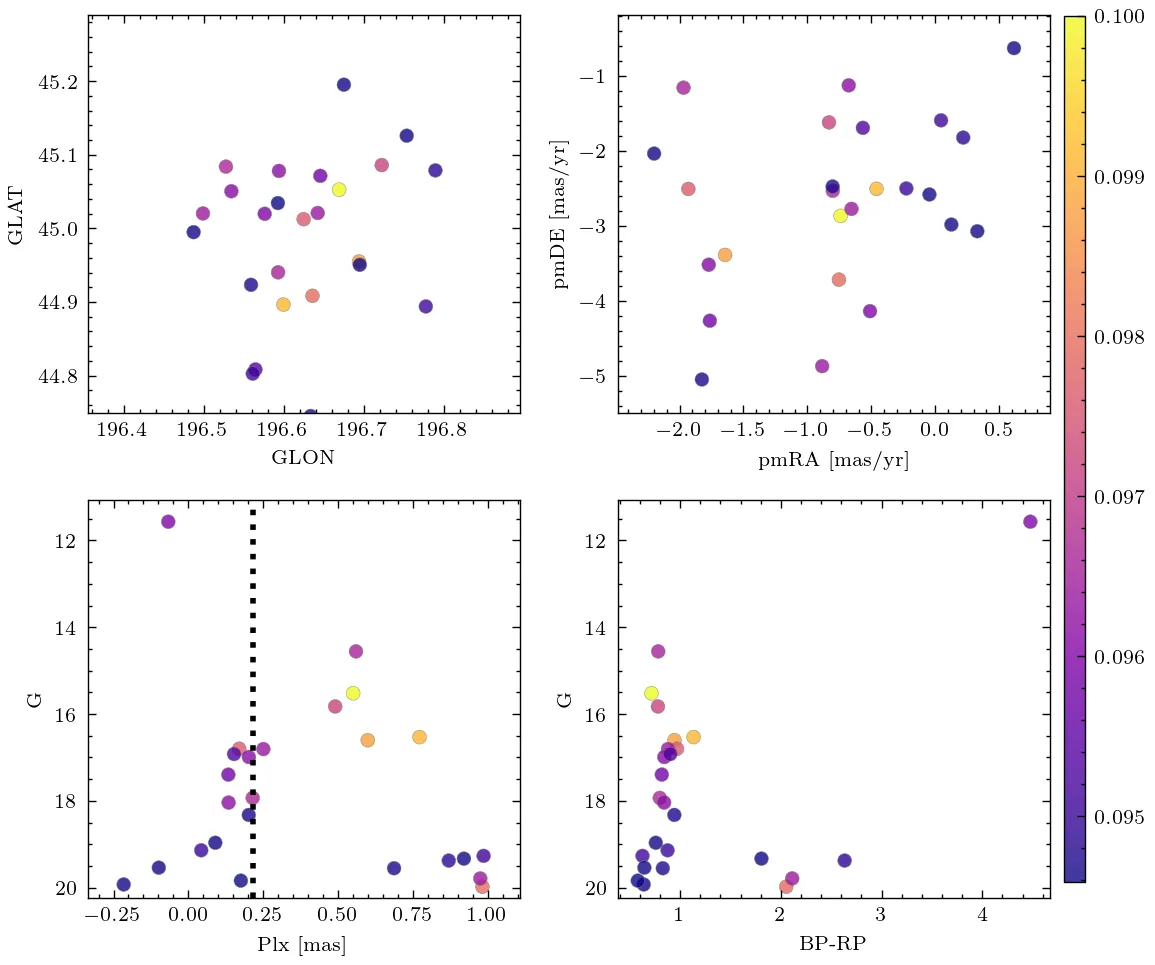 45.2
45.1
45.0
44.9
44.8
GLAT
196.4 196.5 196.6 196.7 196.8
GLON
−1
−2
−3
−4
−5
pmDE [mas/yr]
−2.0 −1.5 −1.0 −0.5 0.0 0.5
pmRA [mas/yr]
0.100
0.099
0.098
0.097
0.096
0.095
12
14
16
18
20
G
−0.25 0.00 0.25 0.50 0.75 1.00
Plx [mas]
12
14
16
18
20
G
1 2 3 4
BP-RP